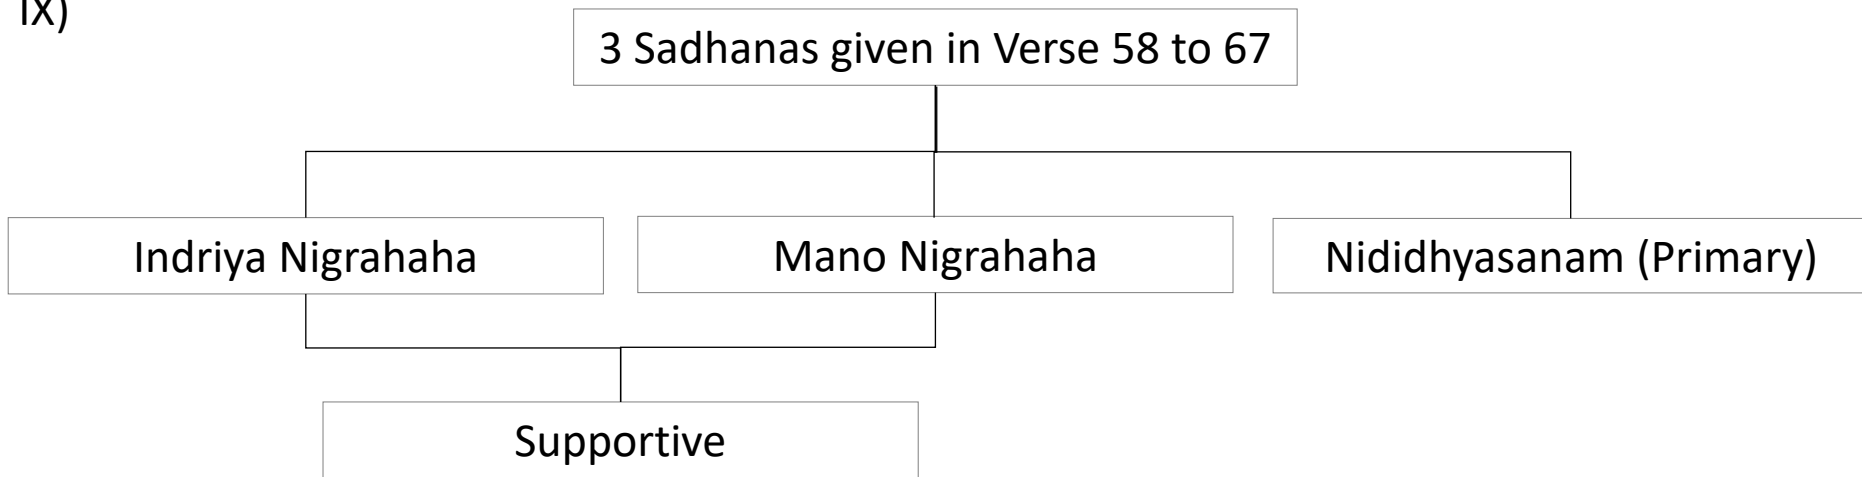 IX)
3 Sadhanas given in Verse 58 to 67
Indriya Nigrahaha
Mano Nigrahaha
Nididhyasanam (Primary)
Supportive